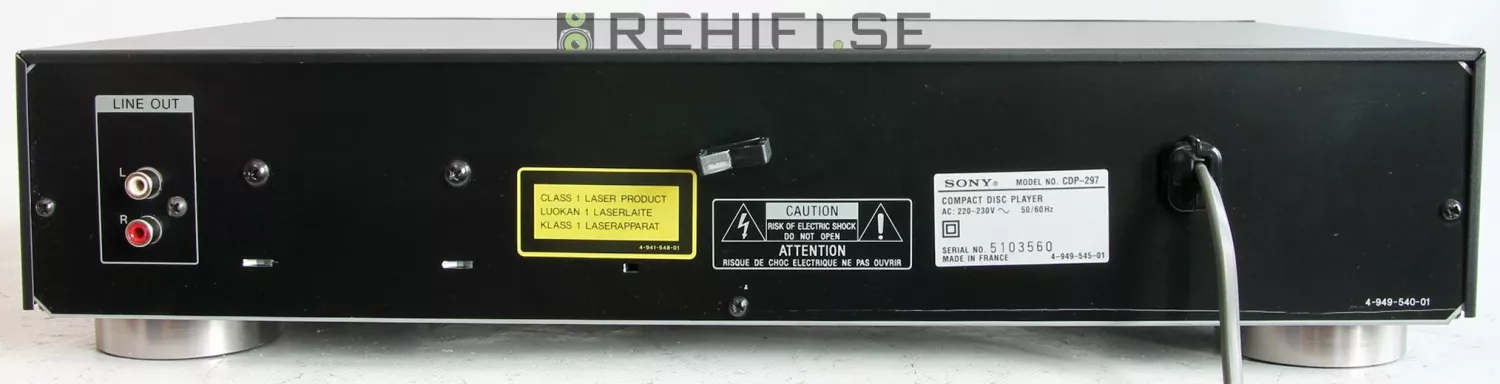 REHIFI.SE
LINE OUT
L
R
CLASS 1 LASER PRODUCT
LUOKAN 1 LASERLAITE
KLASS 1 LASERAPPARAT
4-941-548-01
CAUTION
RISK OF ELECTRIC SHOCK
DO NOT OPEN
ATTENTION
RISQUE DE CHOC ELECTRIQUE NE PAS OUVRIR
SONY® MODEL NO. CDP-297
COMPACT DISC PLAYER
AC: 220-230V ~ 50/60Hz
SERIAL NO. 5103560
MADE IN FRANCE 4-949-545-01
A
4-949-540-01